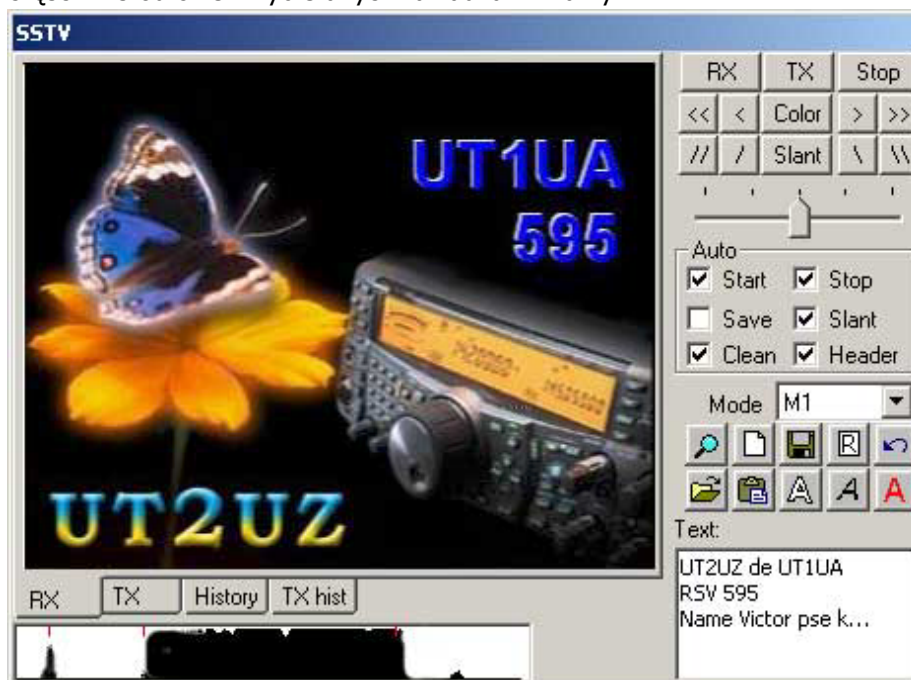 SSTV
UT1UA
595
UT2UZ
RX TX Stop
<< < Color > >>
// / Slant \ \\
Auto
Start Stop
Save Slant
Clean Header
Mode M1
R
A A A
Text:
UT2UZ de UT1UA
RSV 595
Name Victor pse k...
RX TX History TX hist